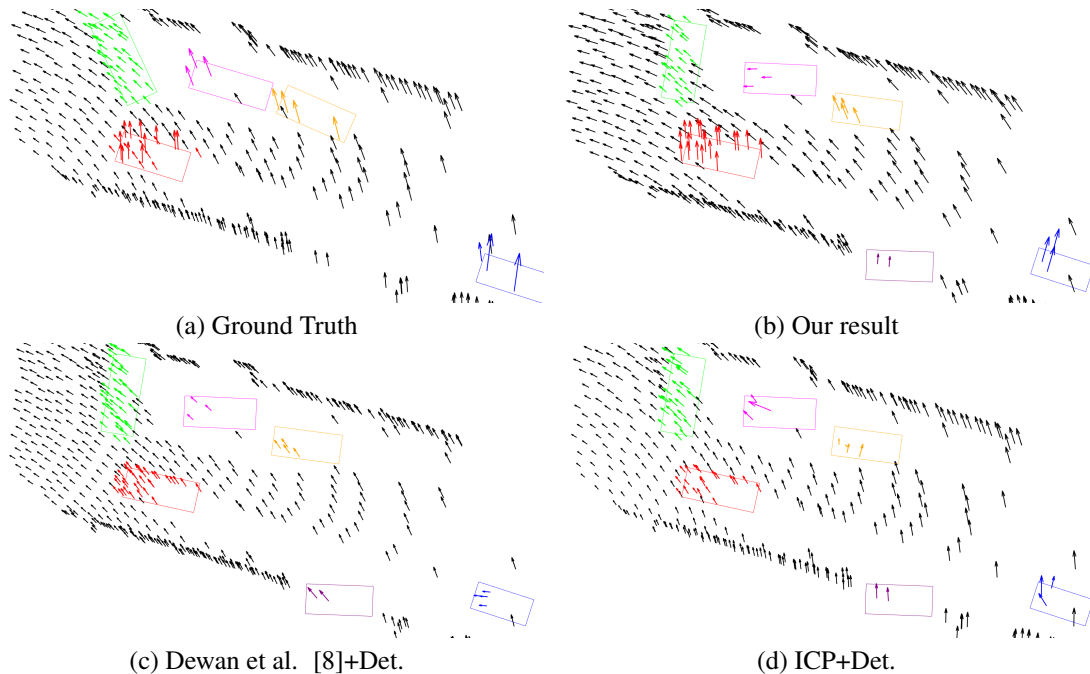 (a) Ground Truth
(b) Our result
(c) Dewan et al. [8]+Det.
(d) ICP+Det.